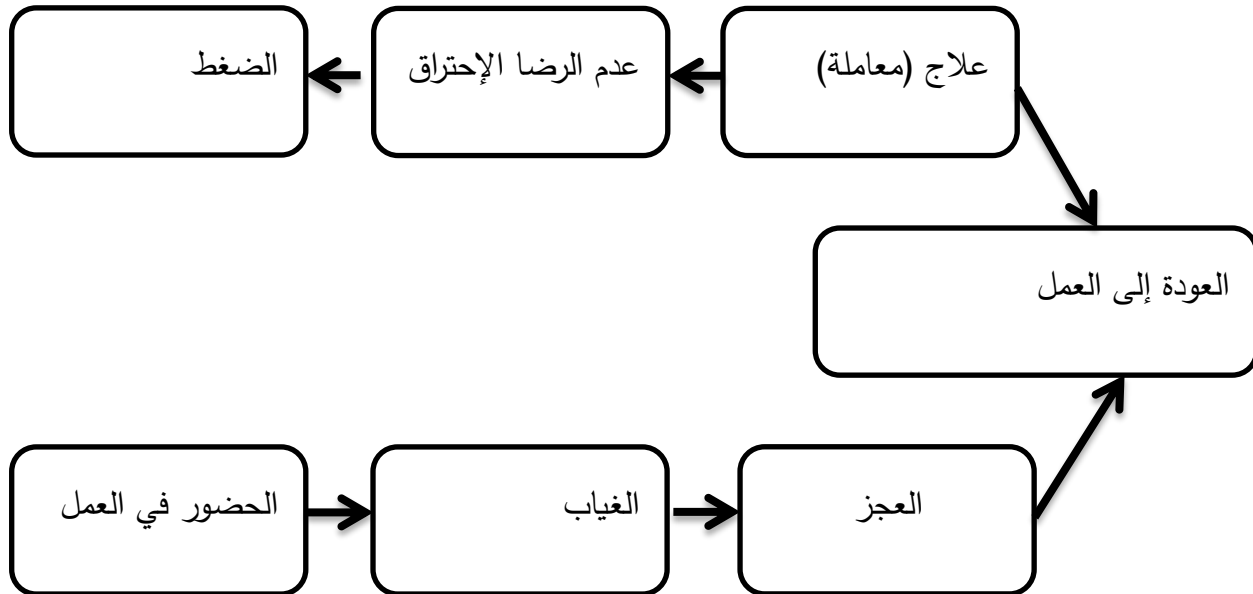 علاج (معاملة)
عدم الرضا الإحتراق
الضغط
العودة إلى العمل
الحضور في العمل
الغياب
العجز